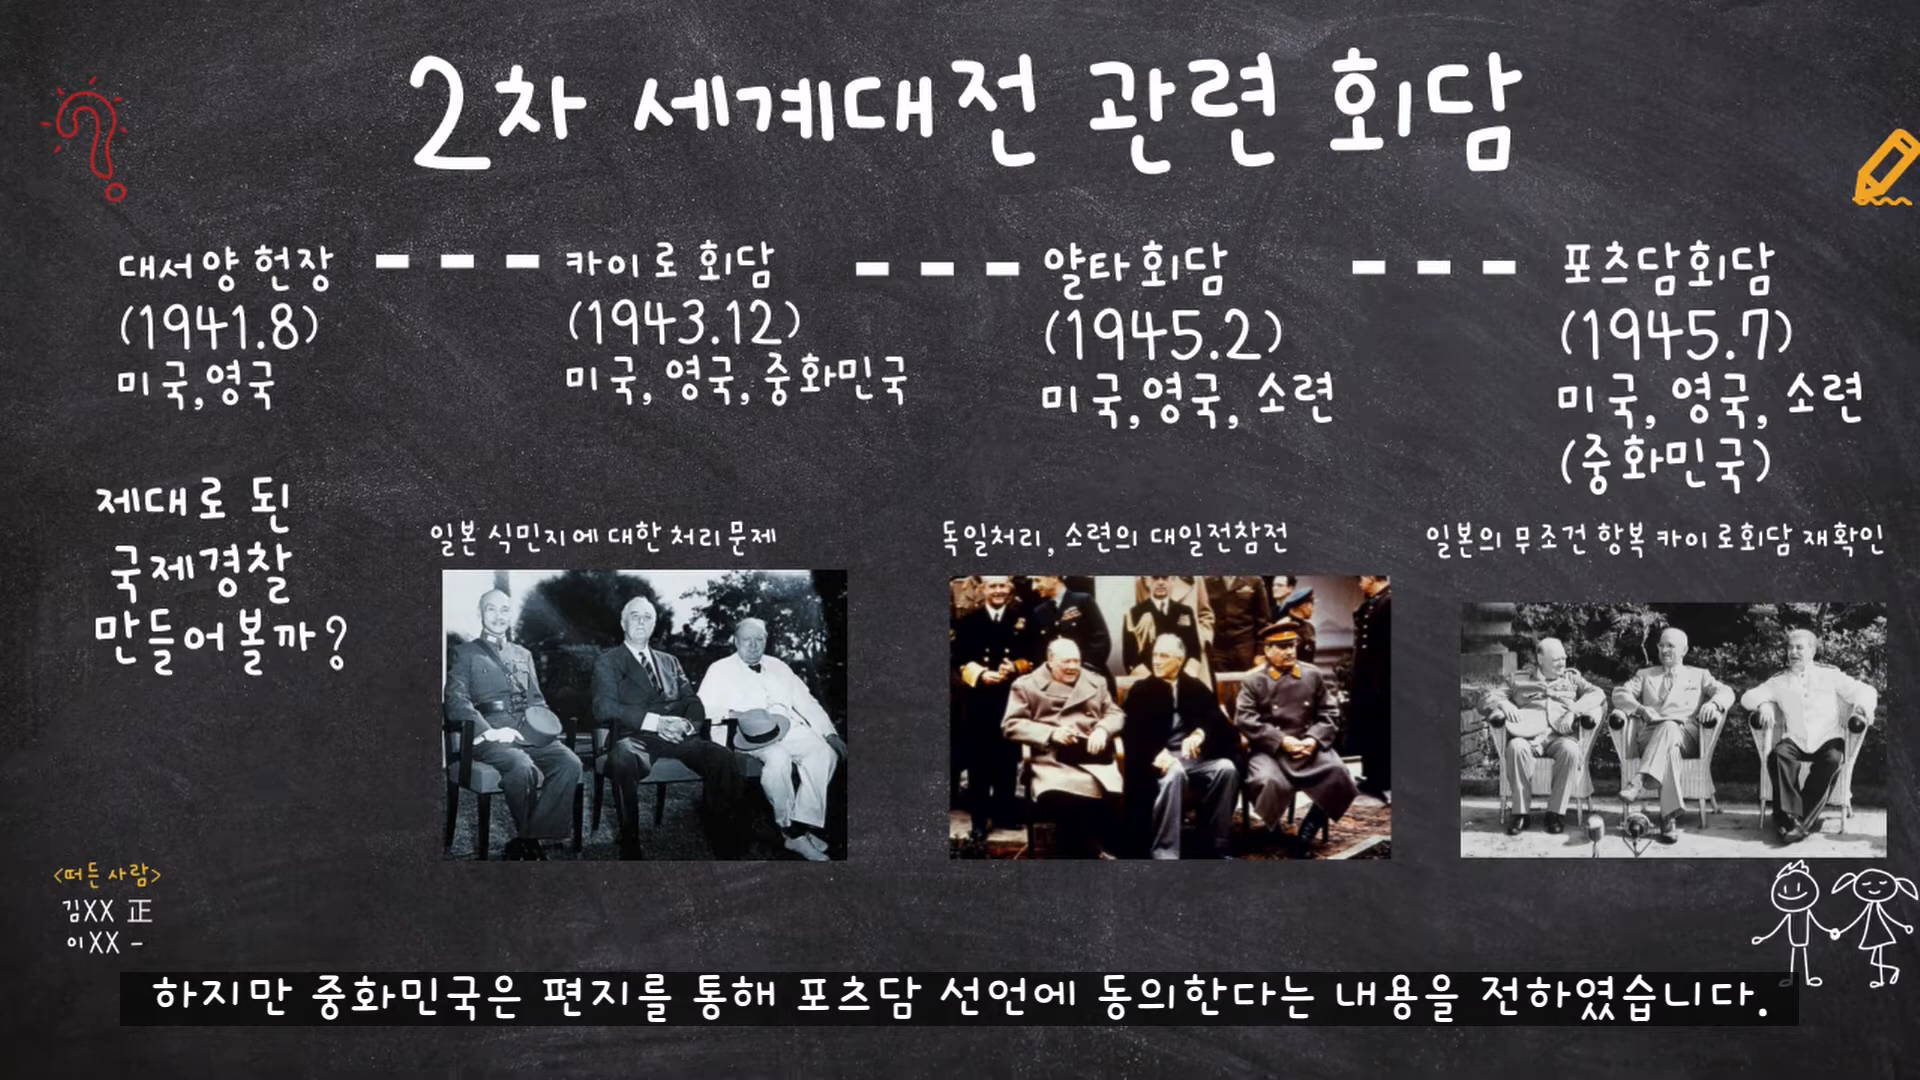 2차 세계대전 관련 회담
대서양 헌장
(1941.8)
미국,영국
카이로 회담
(1943.12)
미국, 영국, 중화민국
얄타회담
(1945.2)
미국,영국, 소련
포츠담회담
(1945.7)
미국, 영국, 소련
(중화민국)
제대로 된
국제경찰
만들어볼까?
일본 식민지에 대한 처리문제
독일처리, 소련의 대일전참전
일본의 무조건 항복 카이로회담 재확인
<떠든 사람>
김XX 正
이XX -
하지만 중화민국은 편지를 통해 포츠담 선언에 동의한다는 내용을 전하였습니다.